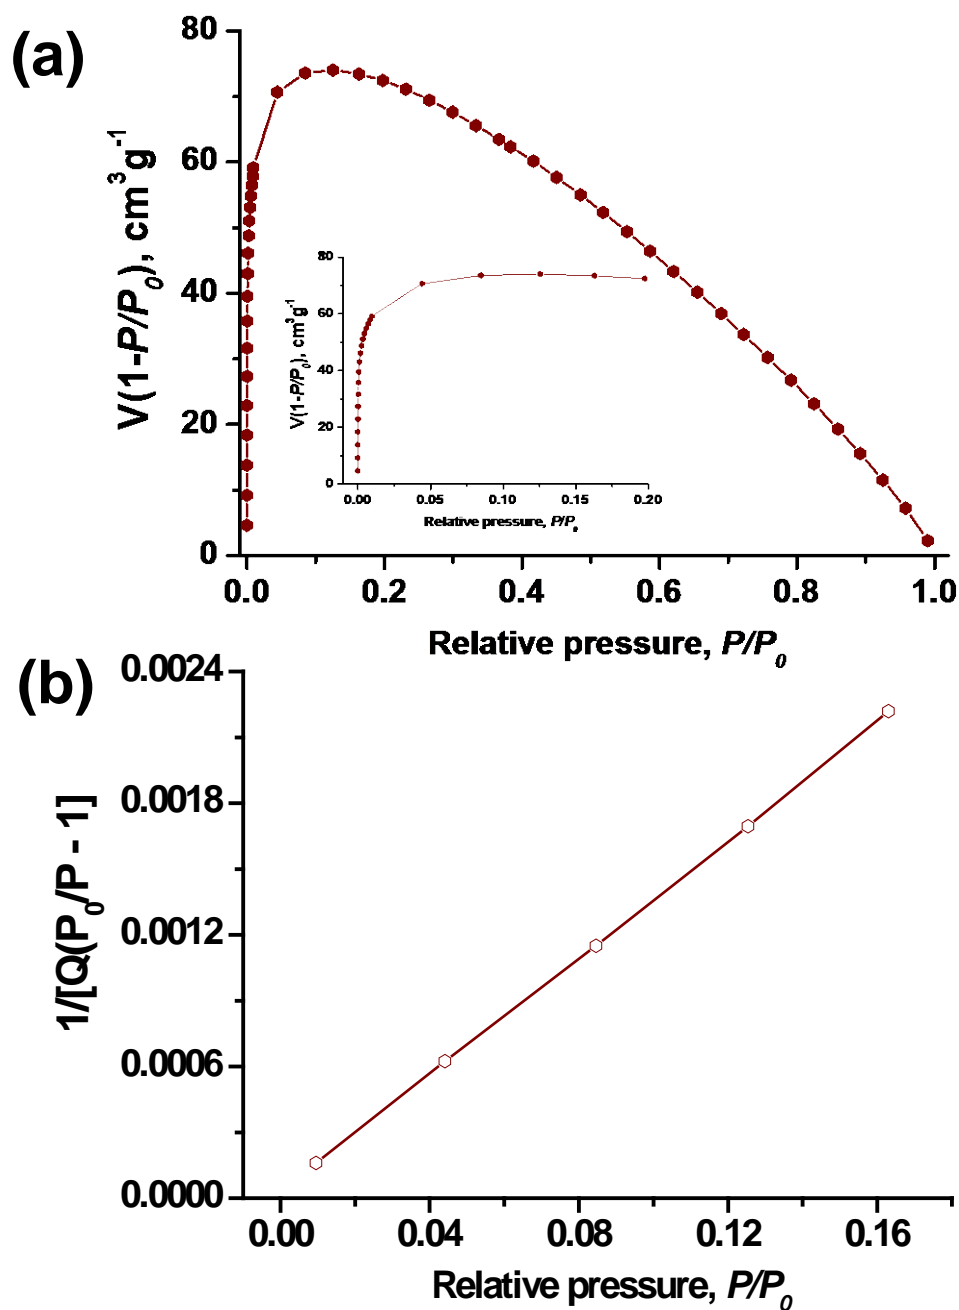 (a)
V(1-P/P₀), cm³g⁻¹
80
60
40
20
0
0.0 0.2 0.4 0.6 0.8 1.0
Relative pressure, P/P₀
V(1-P/P₀), cm³g⁻¹
80
60
40
20
0
0.00 0.05 0.10 0.15 0.20
Relative pressure, P/P₀
(b)
1/[Q(P₀/P - 1]
0.0024
0.0018
0.0012
0.0006
0.0000
0.00 0.04 0.08 0.12 0.16
Relative pressure, P/P₀